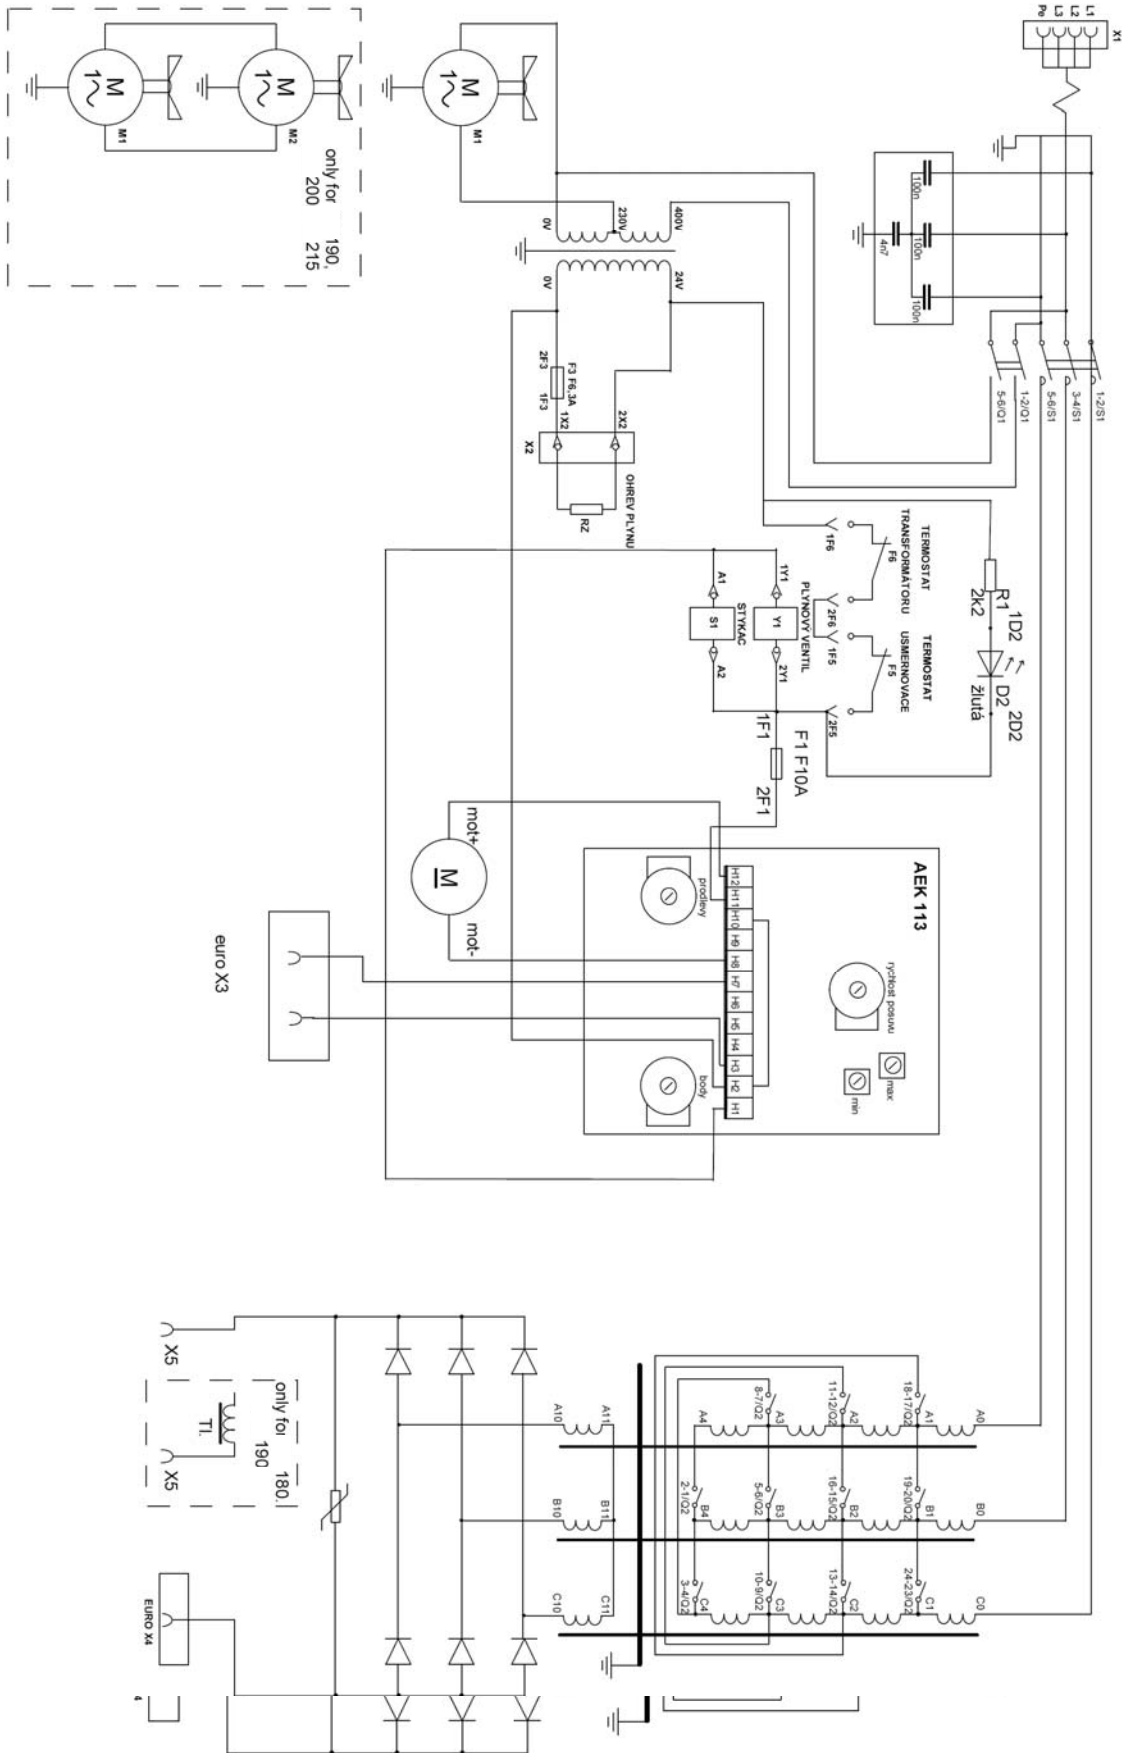 X1
L1
L2
L3
Pe
100n
100n
100n
4n7
1-2/S1
3-4/S1
5-6/S1
1-2/Q1
5-6/Q1
M
1
M1
M
1
M2
M
1
M1
only for 190,
200 215
0V
230V
400V
0V
24V
2F3
F3 F6,3A
1F3
1X2
2X2
X2
OHREV PLYNU
RZ
TERMOSTAT
TRANSFORMÁTORU
F6
1F6
2F6
TERMOSTAT
USMERNOVACE
F5
1F5
2F5
R1
2k2
1D2
D2
žlutá
2D2
1Y1
PLYNOVÝ VENTIL
Y1
2Y1
A1
S1
STYKAC
A2
1F1
F1 F10A
2F1
mot+
M
mot-
euro X3
AEK 113
prodlevy
rychlost posuvu
body
max
min
H12
H11
H10
H9
H8
H7
H6
H5
H4
H3
H2
H1
A0
A1
A2
A3
A4
18-17/Q2
11-12/Q2
8-7/Q2
B0
B1
B2
B3
B4
19-20/Q2
16-15/Q2
5-6/Q2
2-1/Q2
C0
C1
C2
C3
C4
24-23/Q2
13-14/Q2
10-9/Q2
3-4/Q2
A11
A10
B11
B10
C11
C10
X5
only for 180.
190
Tl.
X5
EURO X4
4